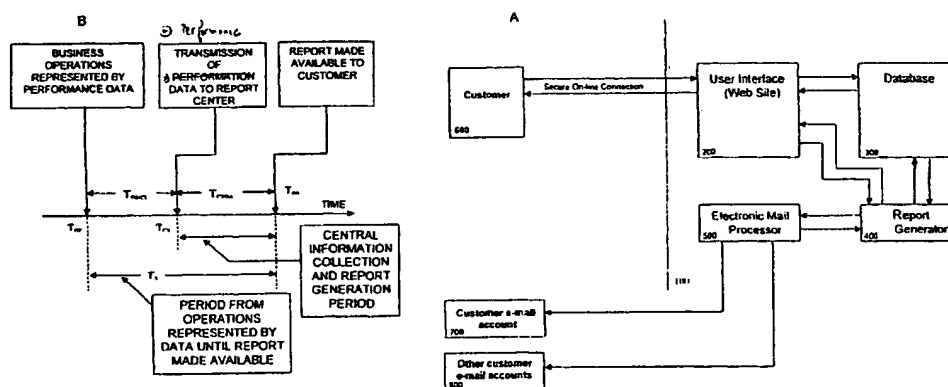 B
Performance
BUSINESS
OPERATIONS
REPRESENTED BY
PERFORMANCE DATA
TRANSMISSION
OF
PERFORMATION
DATA TO REPORT
CENTER
REPORT MADE
AVAILABLE TO
CUSTOMER
TIME
CENTRAL
INFORMATION
COLLECTION
AND REPORT
GENERATION
PERIOD
PERIOD FROM
OPERATIONS
REPRESENTED BY
DATA UNTIL REPORT
MADE AVAILABLE
A
Customer
600
Secure On-line Connection
User Interface
(Web Site)
200
Database
300
Electronic Mail
Processor
500
Report
Generator
400
Customer e-mail
account
700
Other customer
e-mail accounts
800